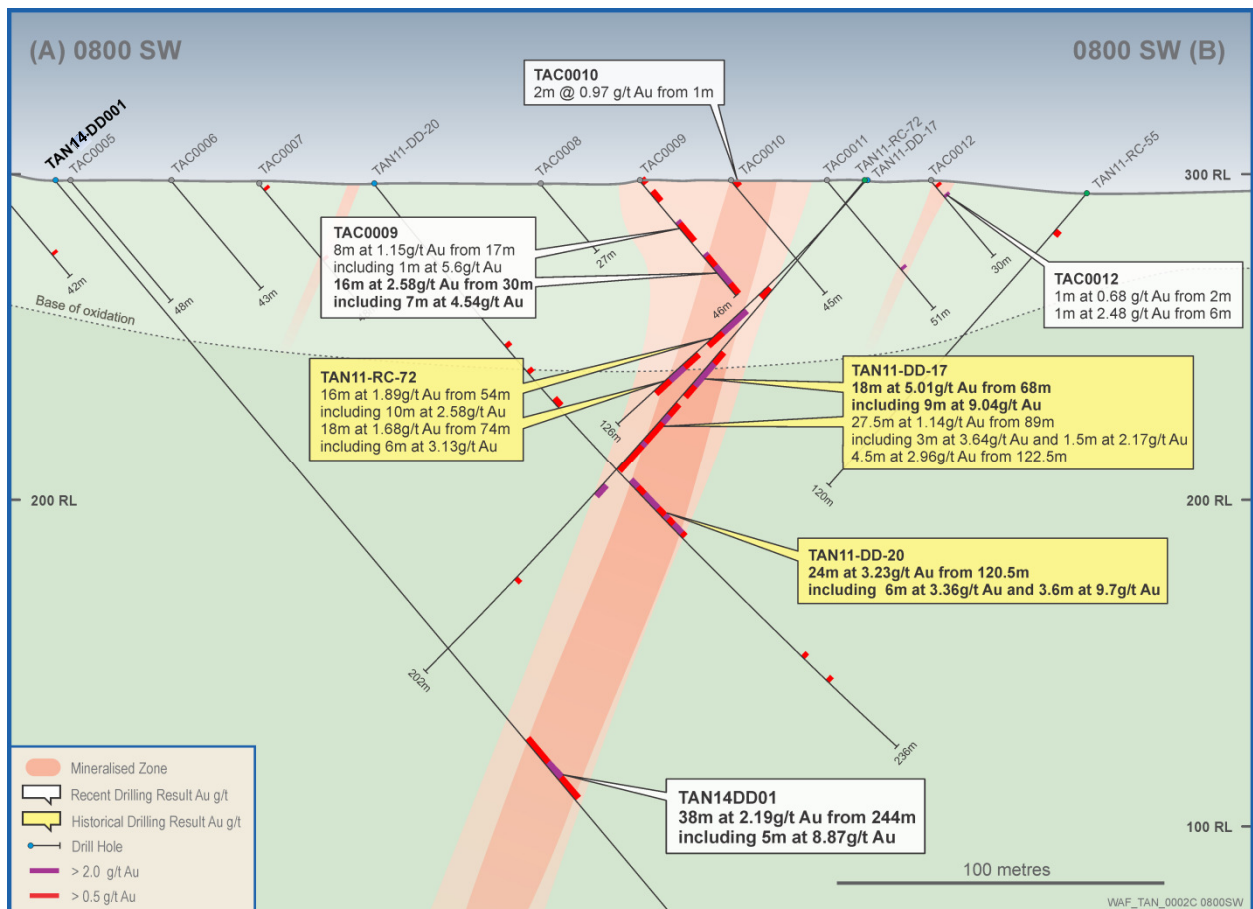 (A) 0800 SW
0800 SW (B)
TAC0010
2m @ 0.97 g/t Au from 1m
TAN14-DD001
TAC0005
TAC0006
TAC0007
TAN11-DD-20
TAC0008
TAC0009
TAC0010
TAC0011
TAN11-RC-72
TAN11-DD-17
TAC0012
TAN11-RC-55
300 RL
TAC0009
8m at 1.15g/t Au from 17m
including 1m at 5.6g/t Au
16m at 2.58g/t Au from 30m
including 7m at 4.54g/t Au
27m
30m
42m
48m
43m
46m
45m
51m
TAC0012
1m at 0.68 g/t Au from 2m
1m at 2.48 g/t Au from 6m
Base of oxidation
TAN11-RC-72
16m at 1.89g/t Au from 54m
including 10m at 2.58g/t Au
18m at 1.68g/t Au from 74m
including 6m at 3.13g/t Au
TAN11-DD-17
18m at 5.01g/t Au from 68m
including 9m at 9.04g/t Au
27.5m at 1.14g/t Au from 89m
including 3m at 3.64g/t Au and 1.5m at 2.17g/t Au
4.5m at 2.96g/t Au from 122.5m
126m
120m
200 RL
200 RL
TAN11-DD-20
24m at 3.23g/t Au from 120.5m
including 6m at 3.36g/t Au and 3.6m at 9.7g/t Au
202m
236m
TAN14DD01
38m at 2.19g/t Au from 244m
including 5m at 8.87g/t Au
100 RL
100 metres
Mineralised Zone
Recent Drilling Result Au g/t
Historical Drilling Result Au g/t
Drill Hole
> 2.0 g/t Au
> 0.5 g/t Au
WAF_TAN_0002C 0800SW